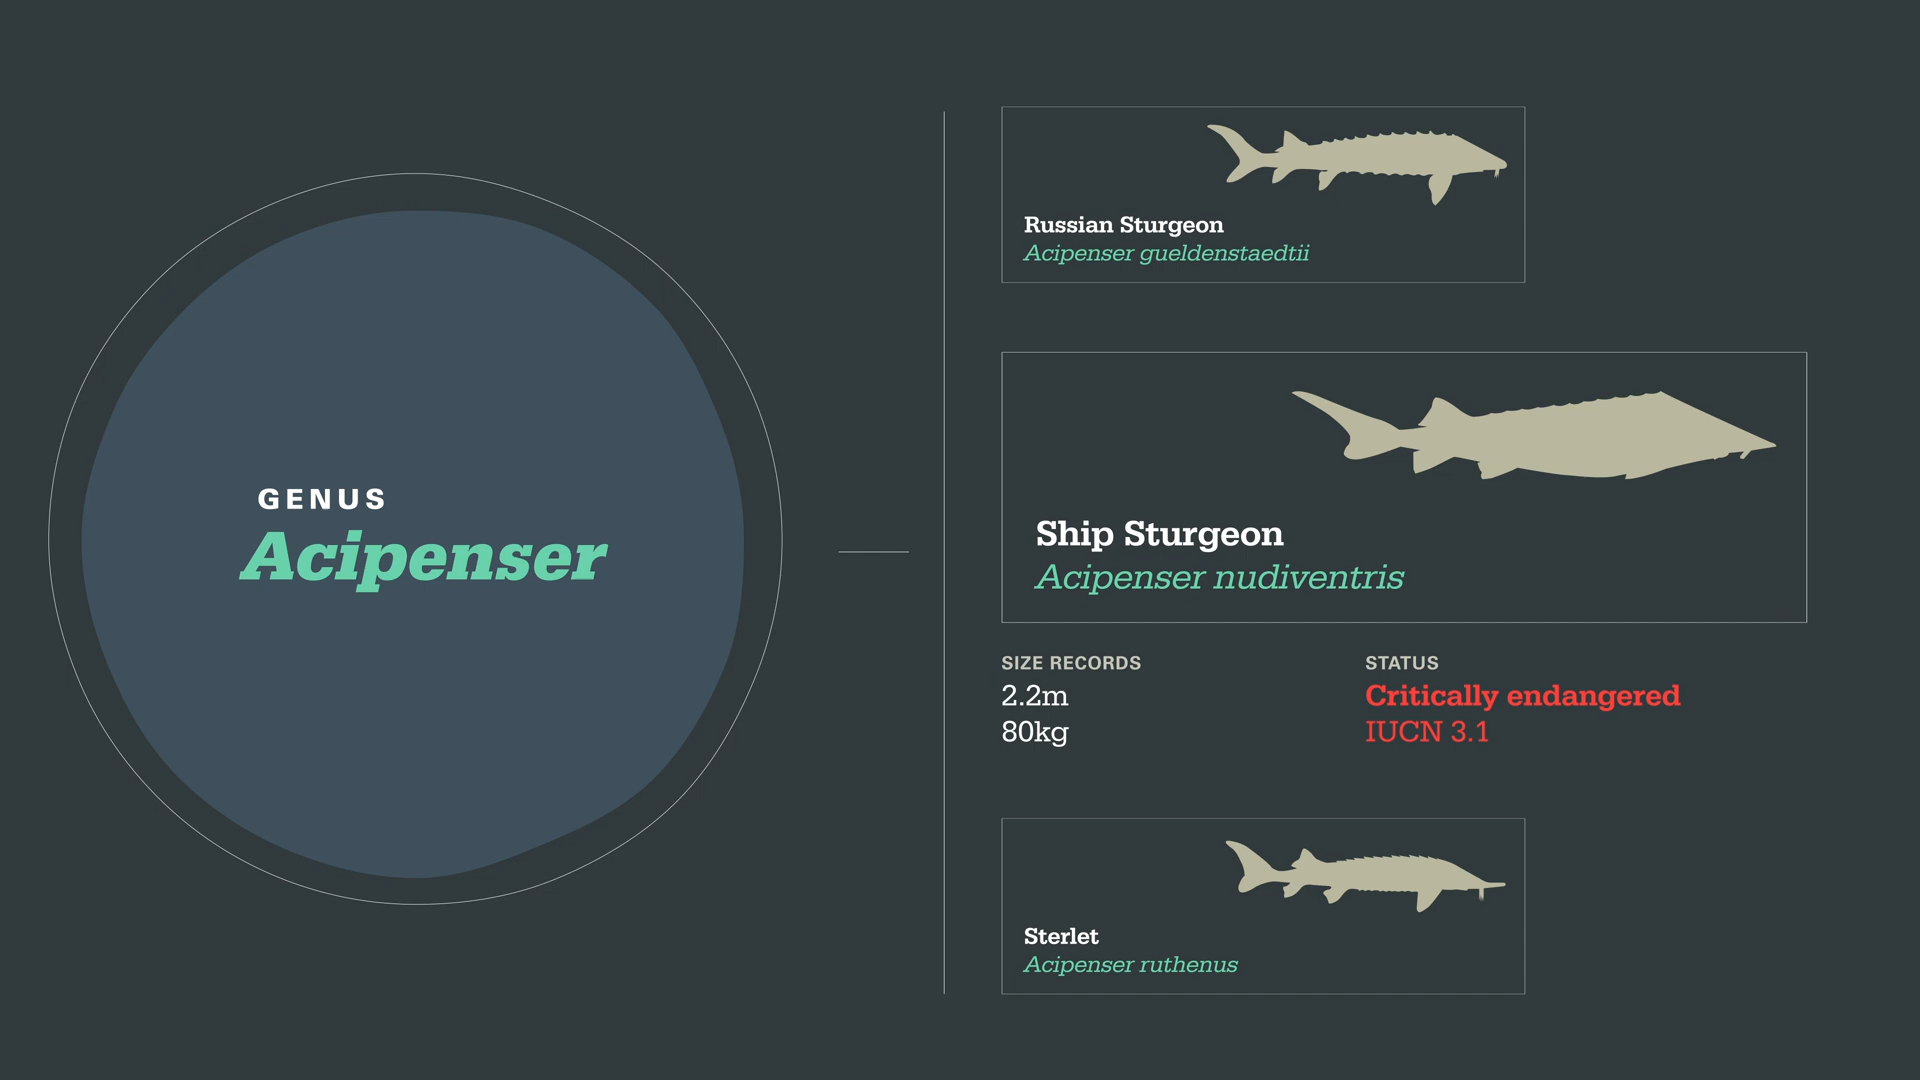 GENUS
Acipenser
Russian Sturgeon
Acipenser gueldenstaedtii
Ship Sturgeon
Acipenser nudiventris
SIZE RECORDS
2.2m
80kg
STATUS
Critically endangered
IUCN 3.1
Sterlet
Acipenser ruthenus